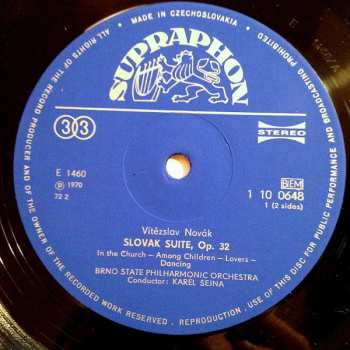 MADE IN CZECHOSLOVAKIA
ALL RIGHTS OF THE RECORD PRODUCER AND OF THE OWNER OF THE RECORDED WORK RESERVED. REPRODUCTION USE OF THIS RECORD FOR PUBLIC PERFORMANCE AND BROADCASTING PROHIBITED
SUPRAPHON
33
STEREO
E 1460
℗ 1970
72 2
BIEM
1 10 0648
1 (2 sides)
Vítězslav Novák
SLOVAK SUITE, Op. 32
In the Church – Among Children – Lovers –
Dancing
BRNO STATE PHILHARMONIC ORCHESTRA
Conductor: KAREL ŠEJNA